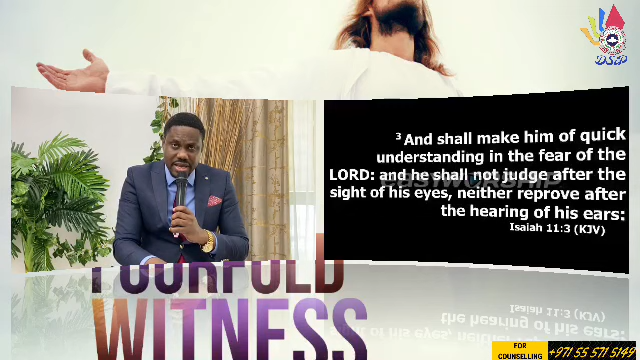 DSP
³ And shall make him of quick
understanding in the fear of the
LORD: and he shall not judge after the
sight of his eyes, neither reprove after
the hearing of his ears:
Isaiah 11:3 (KJV)
EasyWorship
FOURFOLD
WITNESS
FOR
COUNSELLING
+971 55 571 5149